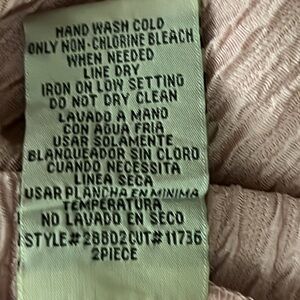 HAND WASH COLD
ONLY NON-CHLORINE BLEACH
WHEN NEEDED
LINE DRY
IRON ON LOW SETTING
DO NOT DRY CLEAN
LAVADO A MANO
CON AGUA FRIA
USAR SOLAMENTE
BLANQUEADOR SIN CLORO
CUANDO NECESITA
LINEA SECA
USAR PLANCHA EN MINIMA
TEMPERATURA
NO LAVADO EN SECO
STYLE#28802CUT#11736
2PIECE